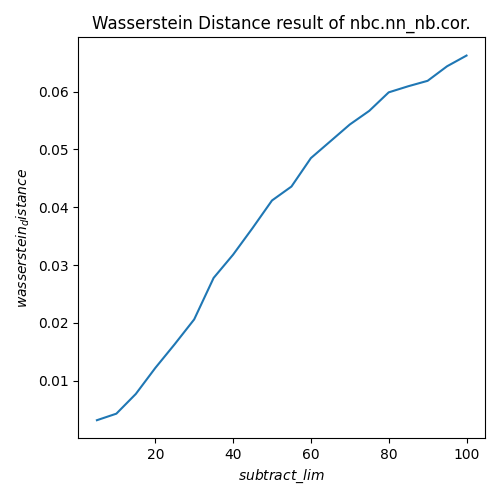 Wasserstein Distance result of nbc.nn_nb.cor.
0.06
0.05
0.04
0.03
0.02
0.01
wasserstein_distance
20 40 60 80 100
subtract_lim